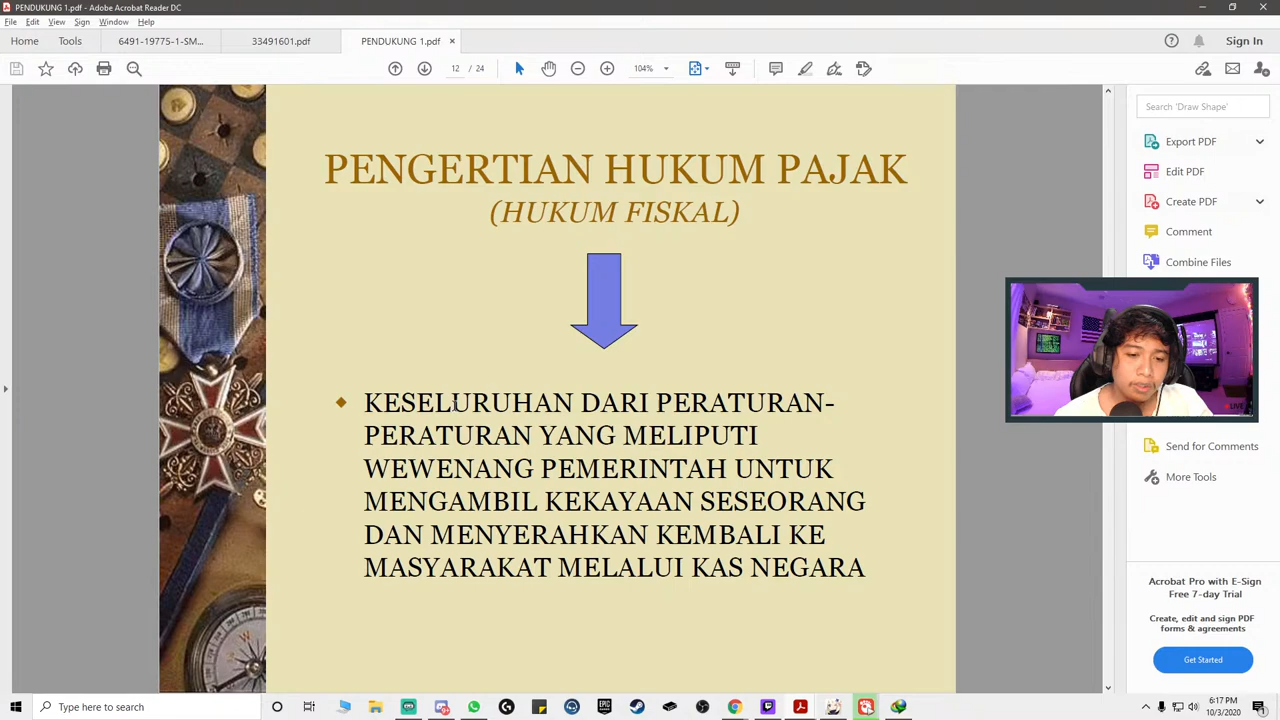 PENDUKUNG 1.pdf - Adobe Acrobat Reader DC
File Edit View Sign Window Help
Home Tools 6491-19775-1-SM... 33491601.pdf PENDUKUNG 1.pdf × Sign In
12 / 24 104%
PENGERTIAN HUKUM PAJAK
(HUKUM FISKAL)
KESELURUHAN DARI PERATURAN-
PERATURAN YANG MELIPUTI
WEWENANG PEMERINTAH UNTUK
MENGAMBIL KEKAYAAN SESEORANG
DAN MENYERAHKAN KEMBALI KE
MASYARAKAT MELALUI KAS NEGARA
Search 'Draw Shape'
Export PDF
Edit PDF
Create PDF
Comment
Combine Files
LIVE
Send for Comments
More Tools
Acrobat Pro with E-Sign
Free 7-day Trial
Create, edit and sign PDF
forms & agreements
Get Started
Type here to search
6:17 PM
10/3/2020